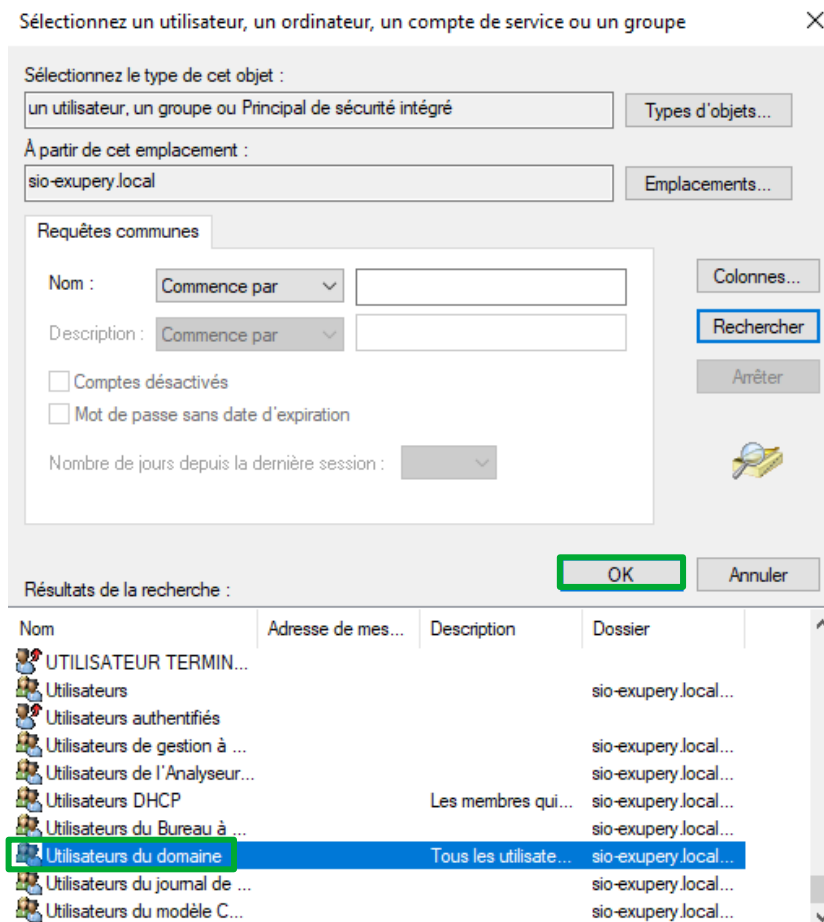 Sélectionnez un utilisateur, un ordinateur, un compte de service ou un groupe
Sélectionnez le type de cet objet :
un utilisateur, un groupe ou Principal de sécurité intégré
Types d'objets...
À partir de cet emplacement :
sio-exupery.local
Emplacements...
Requêtes communes
Nom :
Commence par
Colonnes...
Description :
Commence par
Rechercher
Comptes désactivés
Arrêter
Mot de passe sans date d'expiration
Nombre de jours depuis la dernière session :
OK
Annuler
Résultats de la recherche :
Nom Adresse de mes... Description Dossier
UTILISATEUR TERMIN...
Utilisateurs sio-exupery.local...
Utilisateurs authentifiés
Utilisateurs de gestion à ... sio-exupery.local...
Utilisateurs de l'Analyseur... sio-exupery.local...
Utilisateurs DHCP Les membres qui... sio-exupery.local...
Utilisateurs du Bureau à ... sio-exupery.local...
Utilisateurs du domaine Tous les utilisate... sio-exupery.local...
Utilisateurs du journal de ... sio-exupery.local...
Utilisateurs du modèle C... sio-exupery.local...